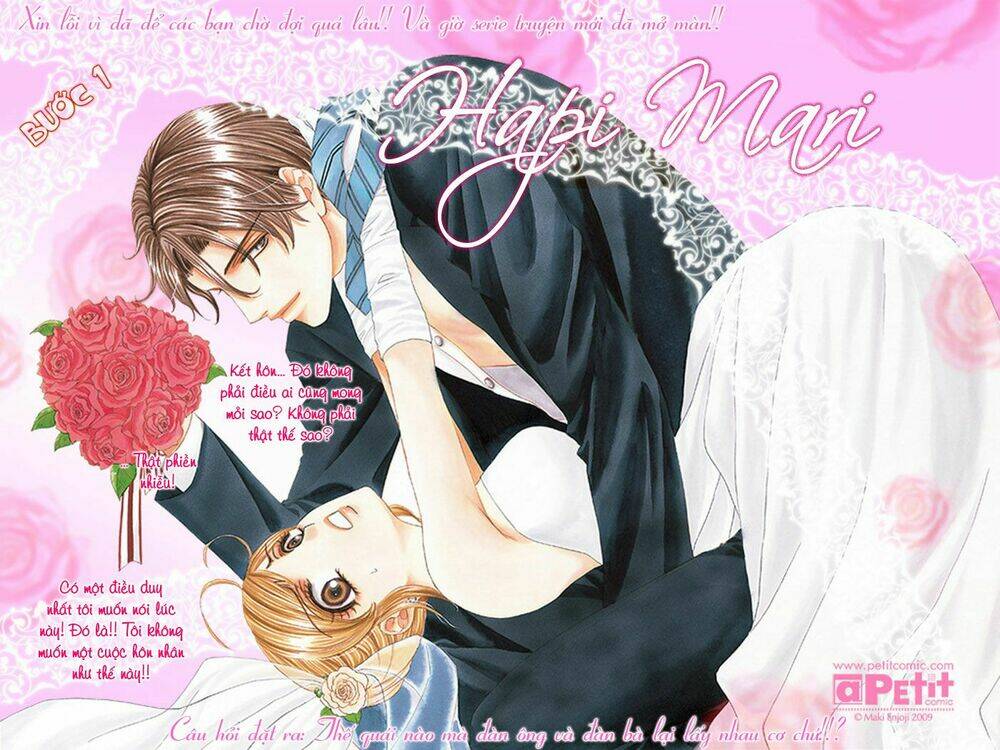 Xin lỗi vì đã để các bạn chờ đợi quá lâu!! Và giờ serie truyện mới đã mở màn!!
BƯỚC 1
Hapi Mari
Kết hôn... Đó không
phải điều ai cũng mong
mỏi sao? Không phải
thật thế sao?
... Thật phiền
nhiễu!
Có một điều duy
nhất tôi muốn nói lúc
này! Đó là!! Tôi không
muốn một cuộc hôn nhân
như thế này!!
www.petitcomic.com
@PEtit
comic
© Maki Enjoji 2009
Câu hỏi đặt ra: Thế quái nào mà đàn ông và đàn bà lại lấy nhau cơ chứ!!?